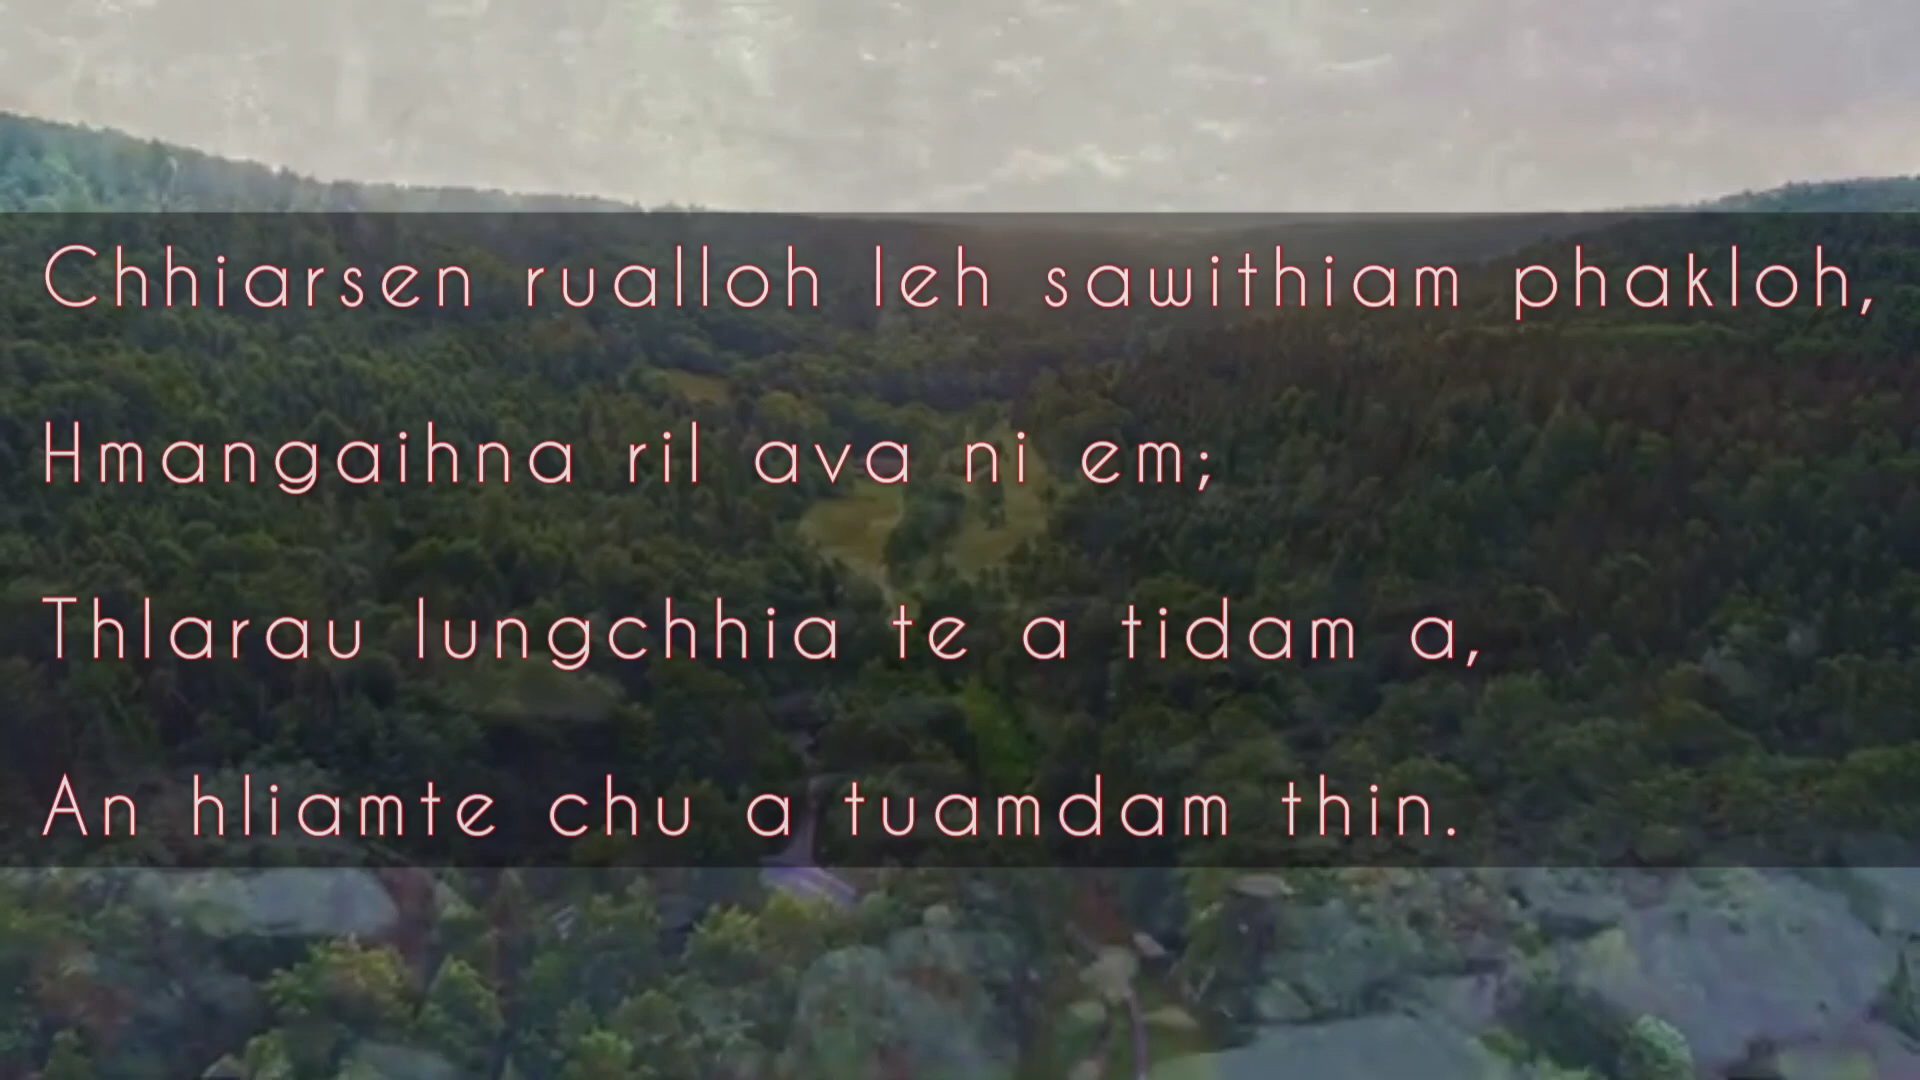 Chhiarsen rualloh leh sawithiam phakloh,
Hmangaihna ril ava ni em;
Thlarau lungchhia te a tidam a,
An hliamte chu a tuamdam thin.